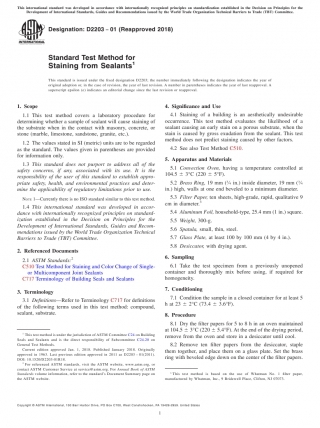 This international standard was developed in accordance with internationally recognized principles on standardization established in the Decision on Principles for the
Development of International Standards, Guides and Recommendations issued by the World Trade Organization Technical Barriers to Trade (TBT) Committee.
Designation: D2203 − 01 (Reapproved 2018)
Standard Test Method for
Staining from Sealants1
This standard is issued under the fixed designation D2203; the number immediately following the designation indicates the year of
original adoption or, in the case of revision, the year of last revision. A number in parentheses indicates the year of last reapproval. A
superscript epsilon (ε) indicates an editorial change since the last revision or reapproval.
1. Scope
1.1 This test method covers a laboratory procedure for
determining whether a sample of sealant will cause staining of
the substrate when in contact with masonry, concrete, or
stone (marble, limestone, sandstone, granite, etc.).
1.2 The values stated in SI (metric) units are to be regarded
as the standard. The values given in parentheses are provided
for information only.
1.3 This standard does not purport to address all of the
safety concerns, if any, associated with its use. It is the
responsibility of the user of this standard to establish appro-
priate safety, health, and environmental practices and deter-
mine the applicability of regulatory limitations prior to use.
NOTE 1—Currently there is no ISO standard similar to this test method.
1.4 This international standard was developed in accor-
dance with internationally recognized principles on standard-
ization established in the Decision on Principles for the
Development of International Standards, Guides and Recom-
mendations issued by the World Trade Organization Technical
Barriers to Trade (TBT) Committee.
2. Referenced Documents
2.1 ASTM Standards:2
C510 Test Method for Staining and Color Change of Single-
or Multicomponent Joint Sealants
C717 Terminology of Building Seals and Sealants
3. Terminology
3.1 Definitions—Refer to Terminology C717 for definitions
of the following terms used in this test method: compound,
sealant, substrate.
1 This test method is under the jurisdiction of ASTM Committee C24 on Building
Seals and Sealants and is the direct responsibility of Subcommittee C24.20 on
General Test Methods.
Current edition approved Jan. 1, 2018. Published January 2018. Originally
approved in 1963. Last previous edition approved in 2011 as D2203 – 01(2011).
DOI: 10.1520/D2203-01R18.
2 For referenced ASTM standards, visit the ASTM website, www.astm.org, or
contact ASTM Customer Service at service@astm.org. For Annual Book of ASTM
Standards volume information, refer to the standard's Document Summary page on
the ASTM website.
4. Significance and Use
4.1 Staining of a building is an aesthetically undesirable
occurrence. This test method evaluates the likelihood of a
sealant causing an early stain on a porous substrate, when the
stain is caused by gross exudation from the sealant. This test
method does not predict staining caused by other factors.
4.2 See also Test Method C510.
5. Apparatus and Materials
5.1 Convection Oven, having a temperature controlled at
104.5 ± 3°C (220 ± 5°F).
5.2 Brass Ring, 19 mm (3⁄4 in.) inside diameter, 19 mm (3⁄4
in.) high, walls at one end beveled to a minimum diameter.
5.3 Filter Paper, ten sheets, high-grade, rapid, qualitative 9
cm in diameter.3
5.4 Aluminum Foil, household-type, 25.4 mm (1 in.) square.
5.5 Weight, 300-g.
5.6 Spatula, small, thin, steel.
5.7 Glass Plate, at least 100 by 100 mm (4 by 4 in.).
5.8 Desiccator, with drying agent.
6. Sampling
6.1 Take the test specimen from a previously unopened
container and thoroughly mix before using, if required for
homogeneity.
7. Conditioning
7.1 Condition the sample in a closed container for at least 5
h at 23 ± 2°C (73.4 ± 3.6°F).
8. Procedure
8.1 Dry the filter papers for 5 to 8 h in an oven maintained
at 104.5 ± 3°C (220 ± 5.4°F). At the end of the drying period,
remove from the oven and store in a desiccator until cool.
8.2 Remove ten filter papers from the desiccator, staple
them together, and place them on a glass plate. Set the brass
ring with beveled edge down on the center of the filter papers.
3 This test method is based on the use of Whatman No. 1 filter paper,
manufactured by Whatman, Inc., 9 Bridewell Place, Clifton, NJ 07073.
Copyright © ASTM International, 100 Barr Harbor Drive, PO Box C700, West Conshohocken, PA 19428-2959. United States
1